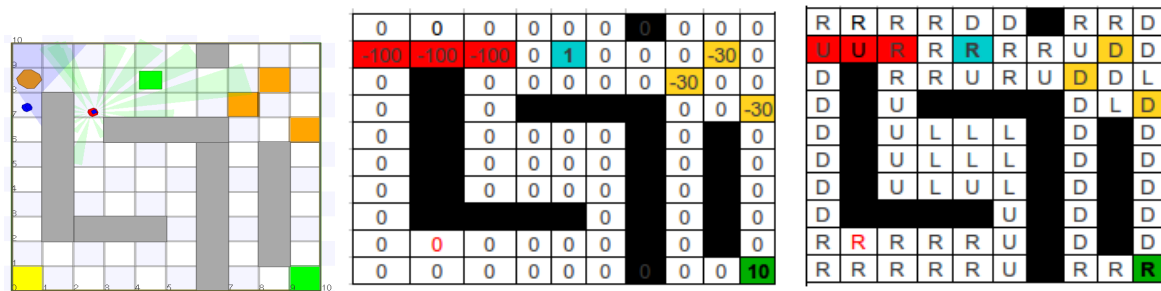 10
9
7
5
4
3
2
1
0 1 2 3 4 5 6 7 8 9 10
0 0 0 0 0 0 0 0 0 0
-100 -100 -100 0 1 0 0 0 -30 0
0 0 0 0 0 0 -30 0 0
0 0 0 0 -30
0 0 0 0 0 0 0
0 0 0 0 0 0 0
0 0 0 0 0 0 0
0 0 0 0
0 0 0 0 0 0 0 0
0 0 0 0 0 0 0 0 0 10
R R R R D D R R D
U U R R R R R U D D
D R R U R U D D L
D U D L D
D U L L L D D
D U L L L D D
D U L U L D D
D U D D
R R R R R U D D
R R R R R U R R R